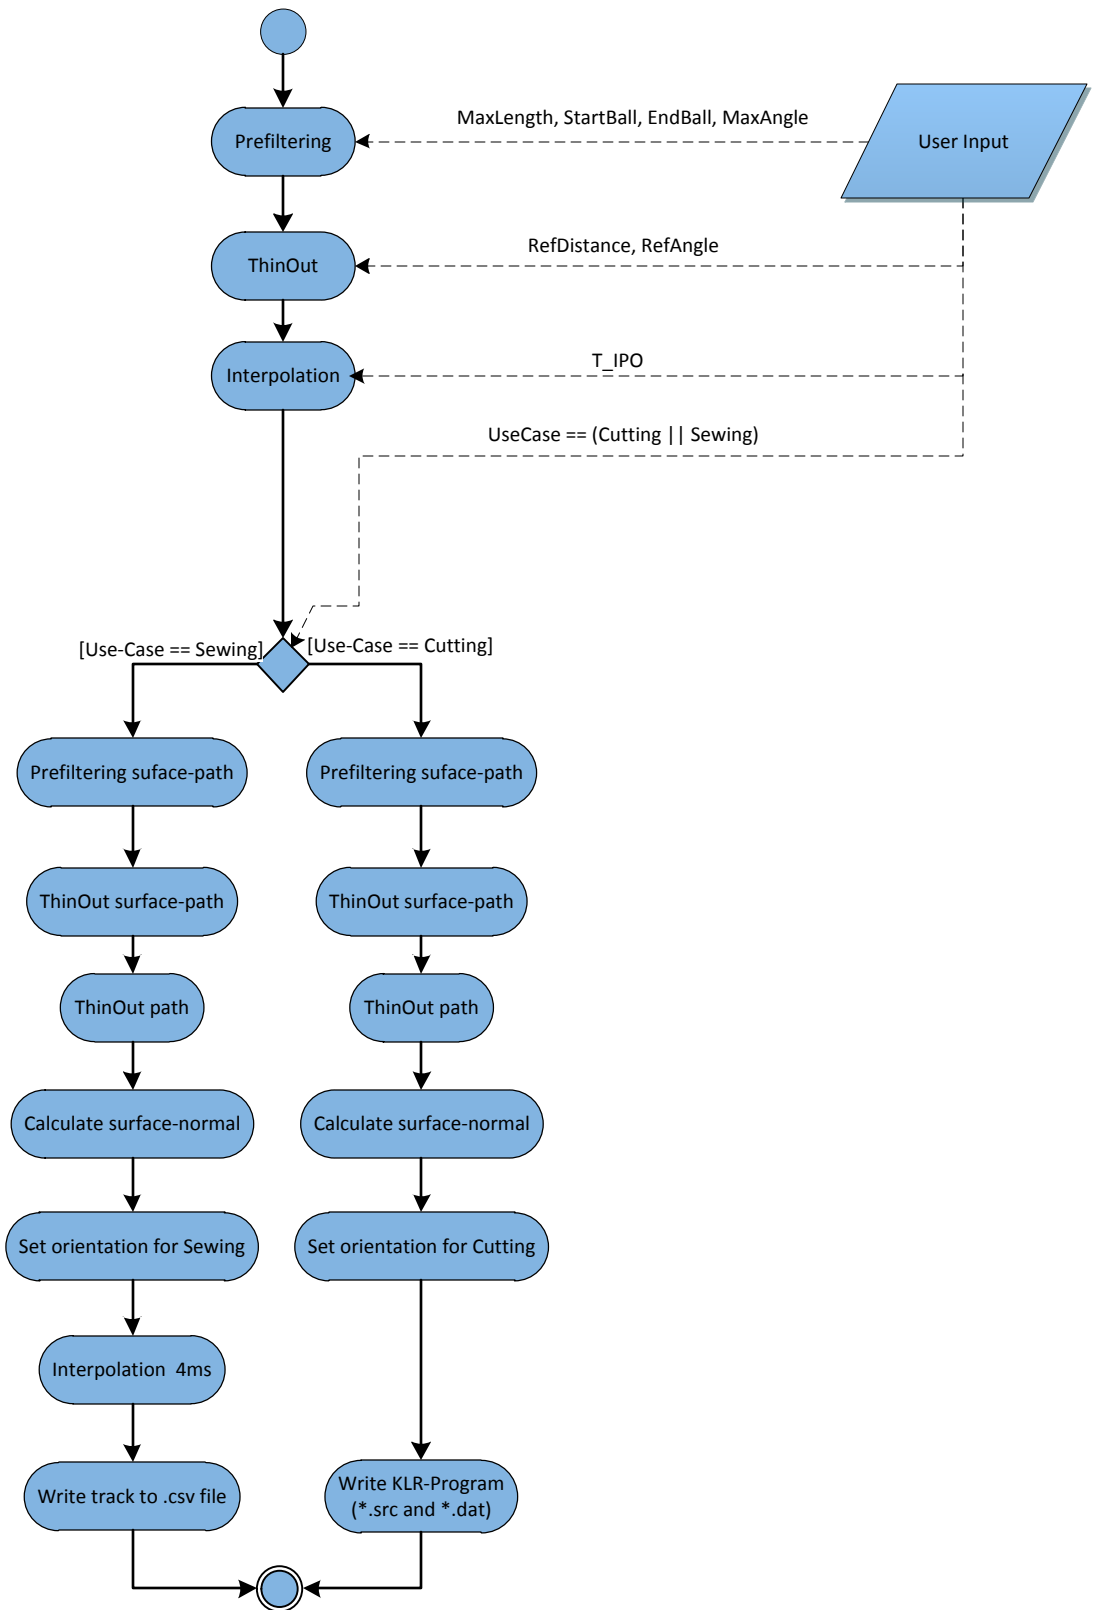 MaxLength, StartBall, EndBall, MaxAngle
Prefiltering
User Input
RefDistance, RefAngle
ThinOut
T_IPO
Interpolation
UseCase == (Cutting || Sewing)
[Use-Case == Sewing]
[Use-Case == Cutting]
Prefiltering suface-path
Prefiltering suface-path
ThinOut surface-path
ThinOut surface-path
ThinOut path
ThinOut path
Calculate surface-normal
Calculate surface-normal
Set orientation for Sewing
Set orientation for Cutting
Interpolation  4ms
Write track to .csv file
Write KLR-Program
(*.src and *.dat)